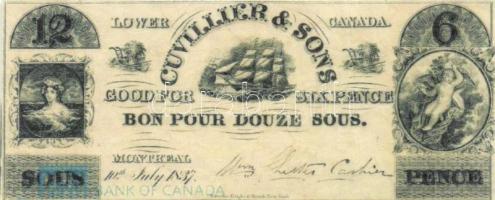 12 LOWER CANADA. 6
CUVILLIER & SONS
GOOD FOR SIXPENCE
BON POUR DOUZE SOUS.
MONTREAL
SOUS 10th July 1837. Cashier PENCE
BANK OF CANADA